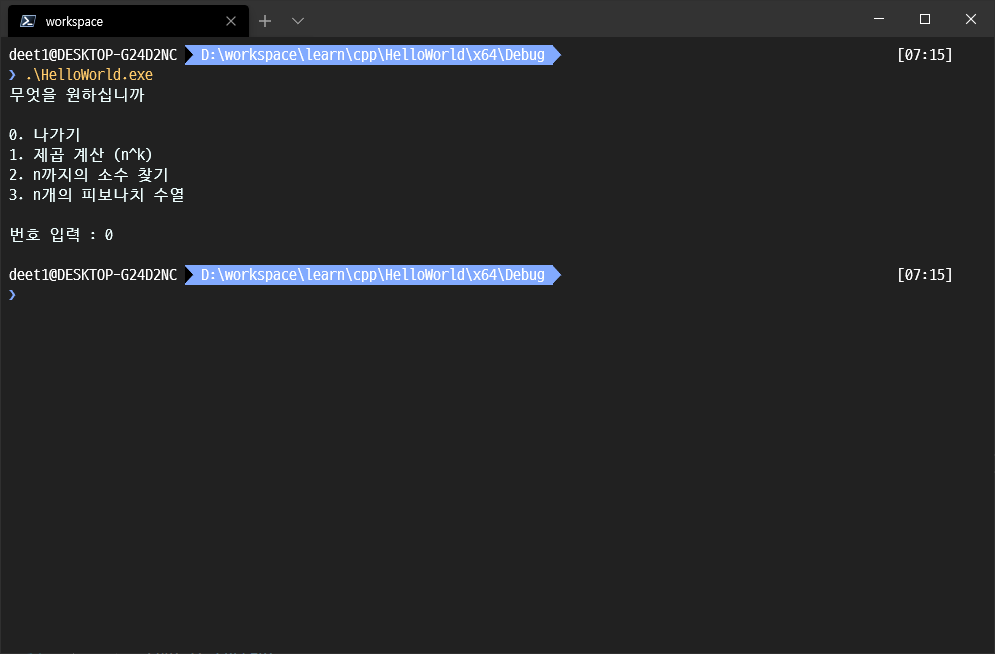 workspace
deet1@DESKTOP-G24D2NC D:\workspace\learn\cpp\HelloWorld\x64\Debug [07:15]
❯ .\HelloWorld.exe
무엇을 원하십니까
0. 나가기
1. 제곱 계산 (n^k)
2. n까지의 소수 찾기
3. n개의 피보나치 수열
번호 입력 : 0
deet1@DESKTOP-G24D2NC D:\workspace\learn\cpp\HelloWorld\x64\Debug [07:15]
❯